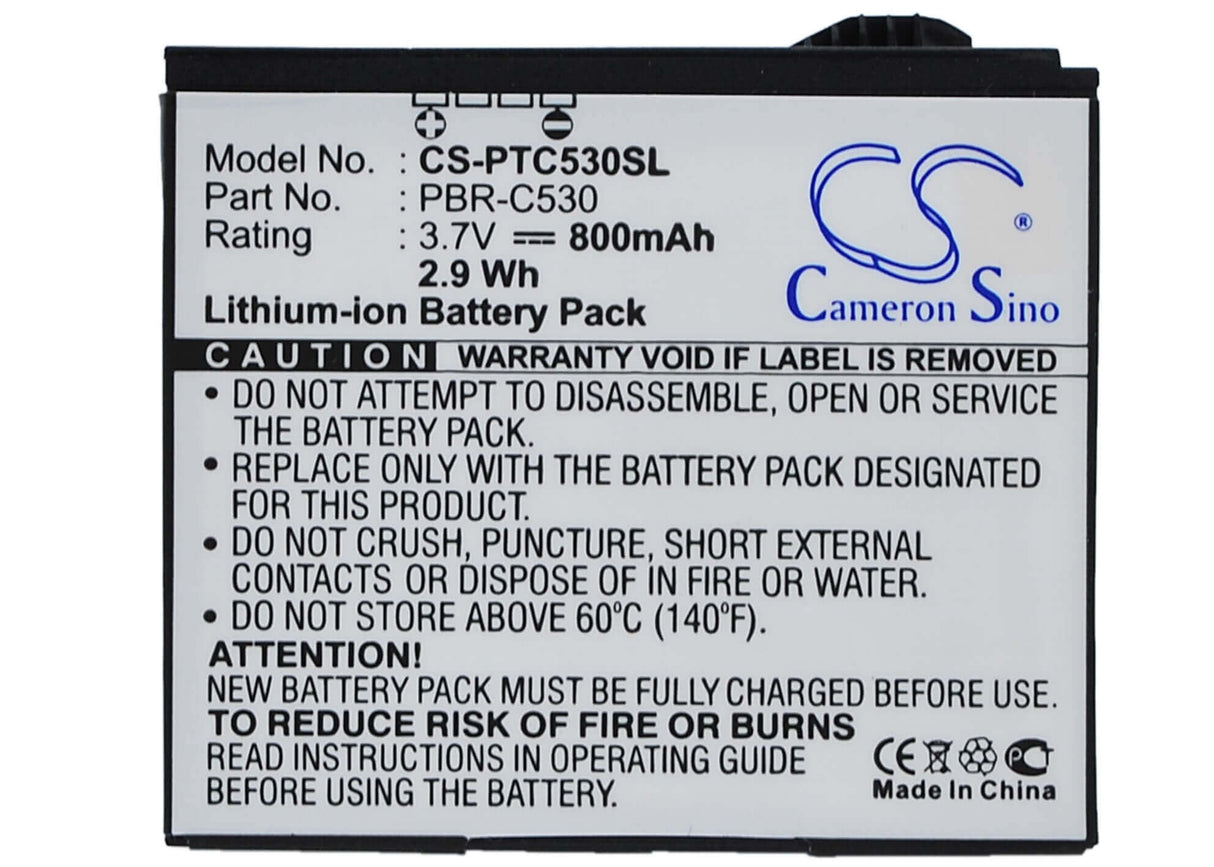 Model No. : CS-PTC530SL
Part No. : PBR-C530
Rating : 3.7V ⎓ 800mAh
2.9 Wh
Lithium-ion Battery Pack
CS ®
Cameron Sino
CAUTION WARRANTY VOID IF LABEL IS REMOVED
• DO NOT ATTEMPT TO DISASSEMBLE, OPEN OR SERVICE
THE BATTERY PACK.
• REPLACE ONLY WITH THE BATTERY PACK DESIGNATED
FOR THIS PRODUCT.
• DO NOT CRUSH, PUNCTURE, SHORT EXTERNAL
CONTACTS OR DISPOSE OF IN FIRE OR WATER.
• DO NOT STORE ABOVE 60°C (140°F).
ATTENTION!
NEW BATTERY PACK MUST BE FULLY CHARGED BEFORE USE.
TO REDUCE RISK OF FIRE OR BURNS
READ INSTRUCTIONS IN OPERATING GUIDE
BEFORE USING THE BATTERY.
CE PCT
Made In China